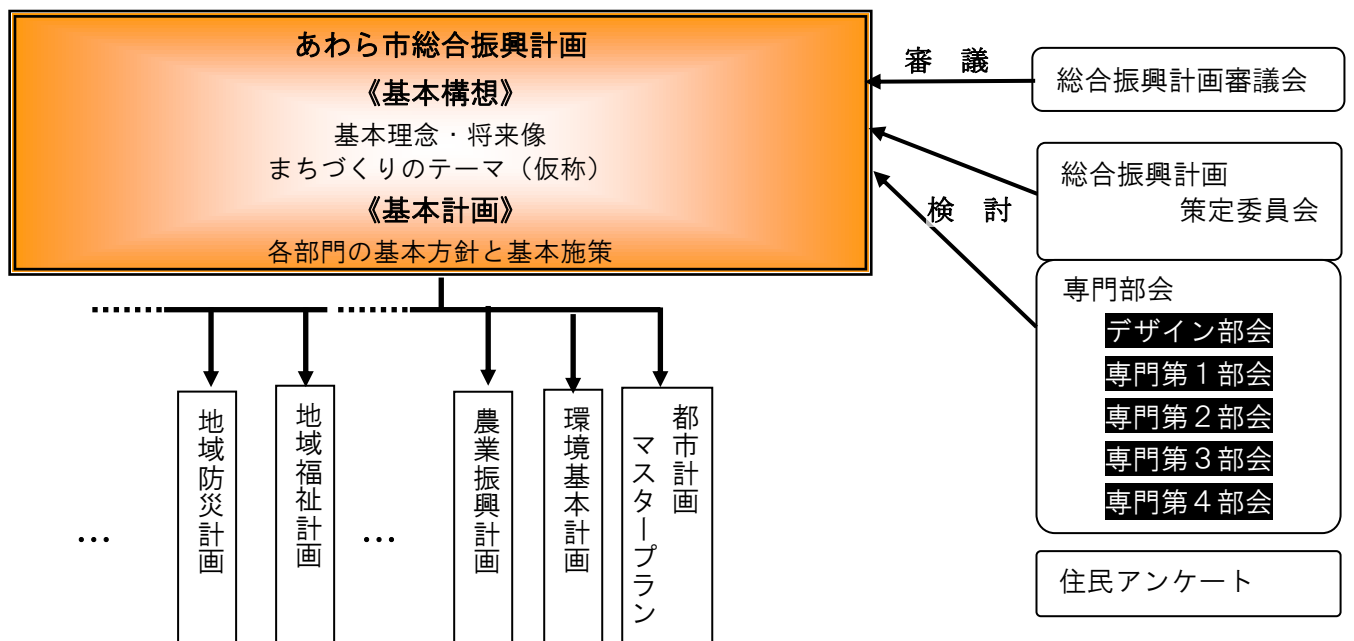 あわら市総合振興計画
《基本構想》
基本理念・将来像
まちづくりのテーマ（仮称）
《基本計画》
各部門の基本方針と基本施策
審　議
検　討
総合振興計画審議会
総合振興計画
策定委員会
専門部会
デザイン部会
専門第１部会
専門第２部会
専門第３部会
専門第４部会
住民アンケート
…
地域防災計画
地域福祉計画
…
農業振興計画
環境基本計画
都市計画
マスタープラン